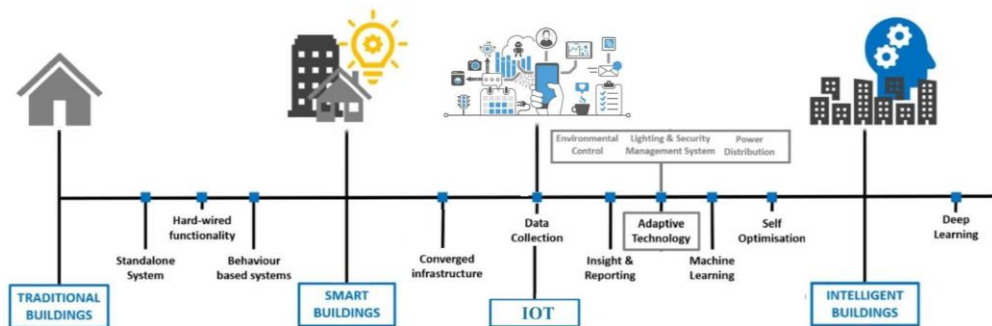 Environmental
Control
Lighting & Security
Management System
Power
Distribution
Hard-wired
functionality
Data
Collection
Adaptive
Technology
Self
Optimisation
Deep
Learning
Standalone
System
Behaviour
based systems
Converged
infrastructure
Insight &
Reporting
Machine
Learning
TRADITIONAL
BUILDINGS
SMART
BUILDINGS
IOT
INTELLIGENT
BUILDINGS